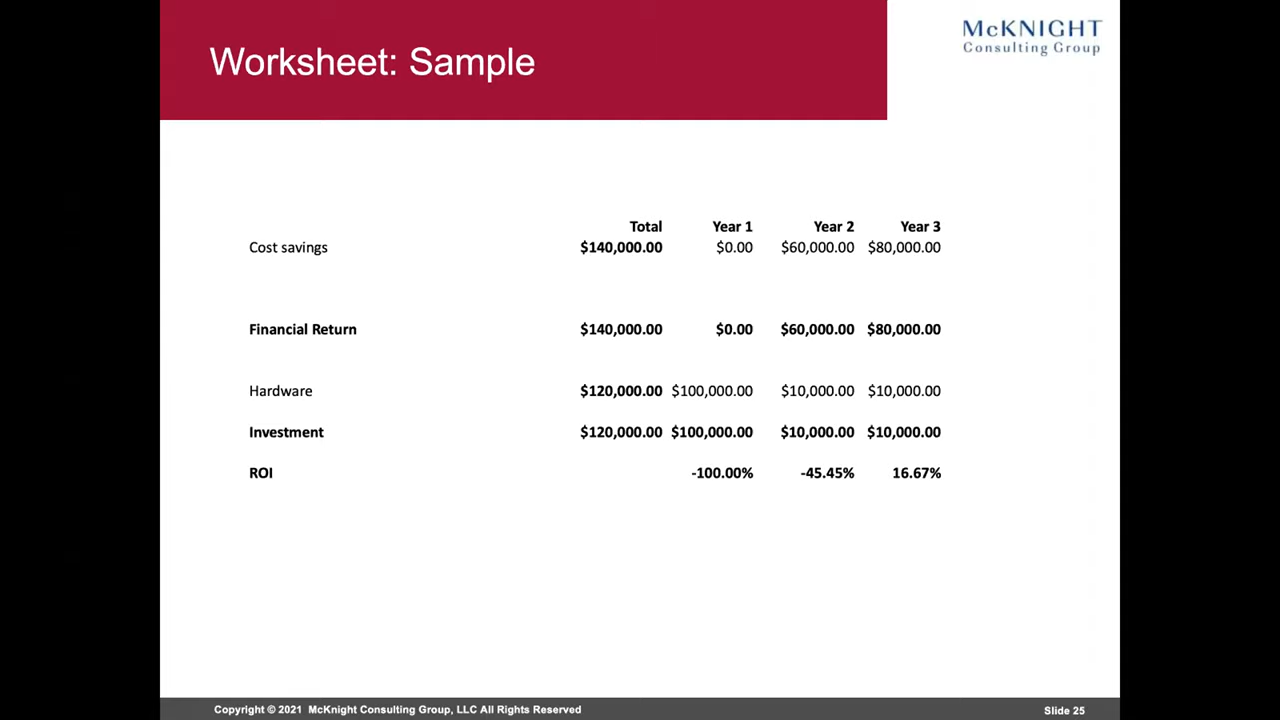 Worksheet: Sample
McKNIGHT
Consulting Group
Total Year 1 Year 2 Year 3
Cost savings $140,000.00 $0.00 $60,000.00 $80,000.00
Financial Return $140,000.00 $0.00 $60,000.00 $80,000.00
Hardware $120,000.00 $100,000.00 $10,000.00 $10,000.00
Investment $120,000.00 $100,000.00 $10,000.00 $10,000.00
ROI -100.00% -45.45% 16.67%
Copyright © 2021 McKnight Consulting Group, LLC All Rights Reserved Slide 25